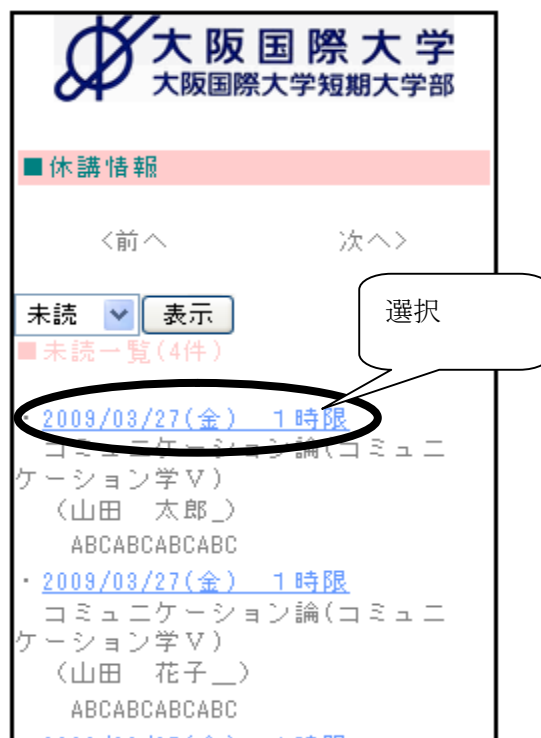 大阪国際大学
大阪国際大学短期大学部
■休講情報
<前へ 次へ>
選択
未読 表示
■未読一覧(4件)
・2009/03/27(金) 1時限
コミュニケーション論(コミュニ
ケーション学Ⅴ)
(山田 太郎_)
ABCABCABCABC
・2009/03/27(金) 1時限
コミュニケーション論(コミュニ
ケーション学Ⅴ)
(山田 花子__)
ABCABCABCABC